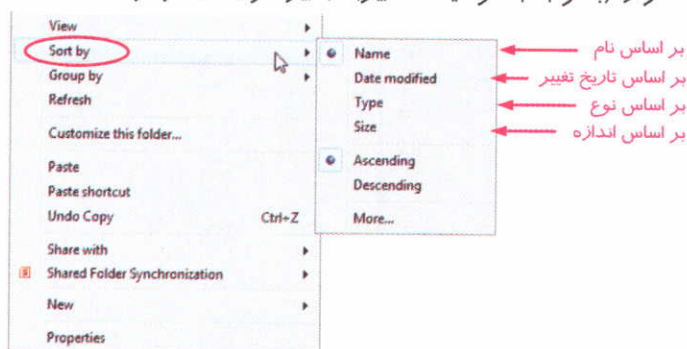 View
Sort by
Group by
Refresh
Customize this folder...
Paste
Paste shortcut
Undo Copy Ctrl+Z
Share with
Shared Folder Synchronization
New
Properties
Name
Date modified
Type
Size
Ascending
Descending
More...
بر اساس نام
بر اساس تاریخ تغییر
بر اساس نوع
بر اساس اندازه